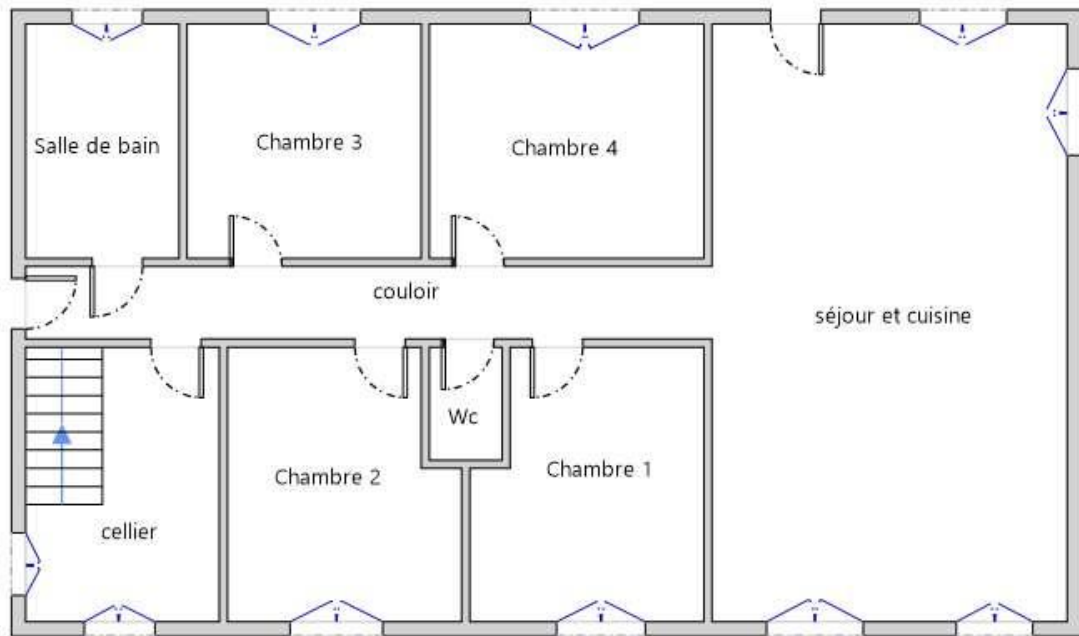 Salle de bain
Chambre 3
Chambre 4
couloir
séjour et cuisine
Wc
Chambre 2
Chambre 1
cellier